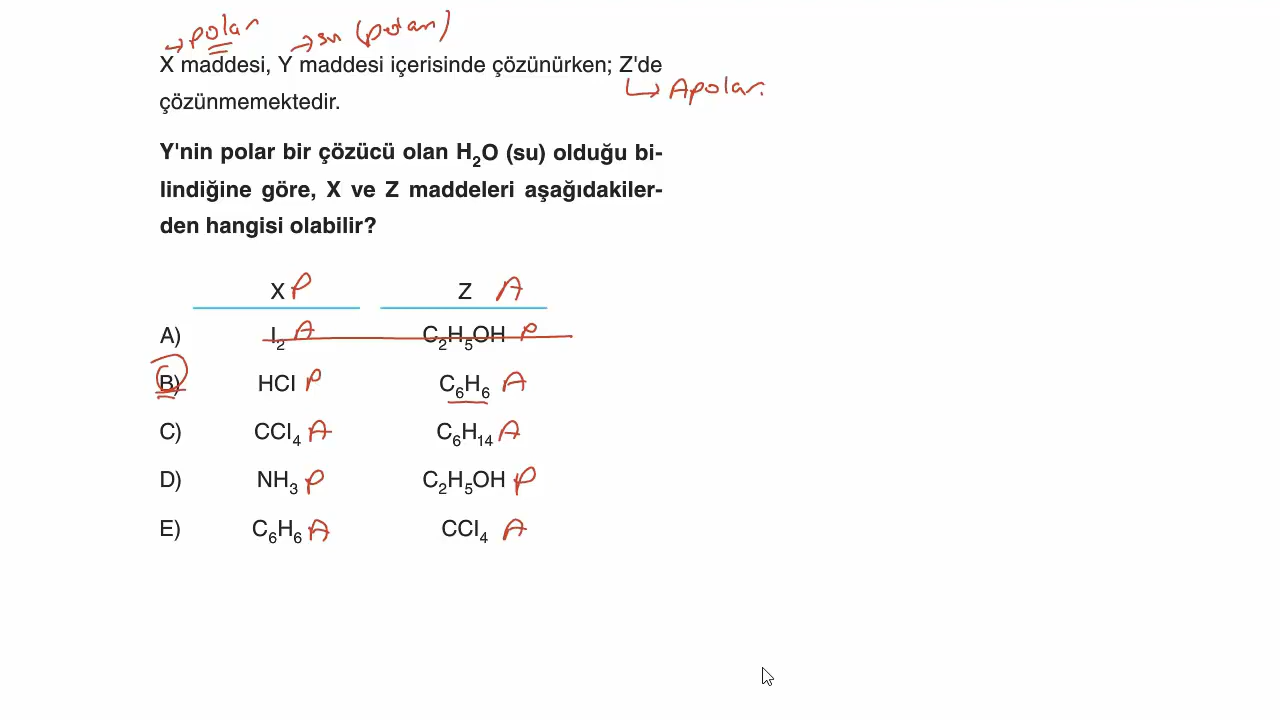 → polar → su (polar)
X maddesi, Y maddesi içerisinde çözünürken; Z'de
↳ Apolar.
çözünmemektedir.
Y'nin polar bir çözücü olan H₂O (su) olduğu bi-
lindiğine göre, X ve Z maddeleri aşağıdakiler-
den hangisi olabilir?
X P Z A
A) I₂ A C₂H₅OH P
B) HCl P C₆H₆ A
C) CCl₄ A C₆H₁₄ A
D) NH₃ P C₂H₅OH P
E) C₆H₆ A CCl₄ A